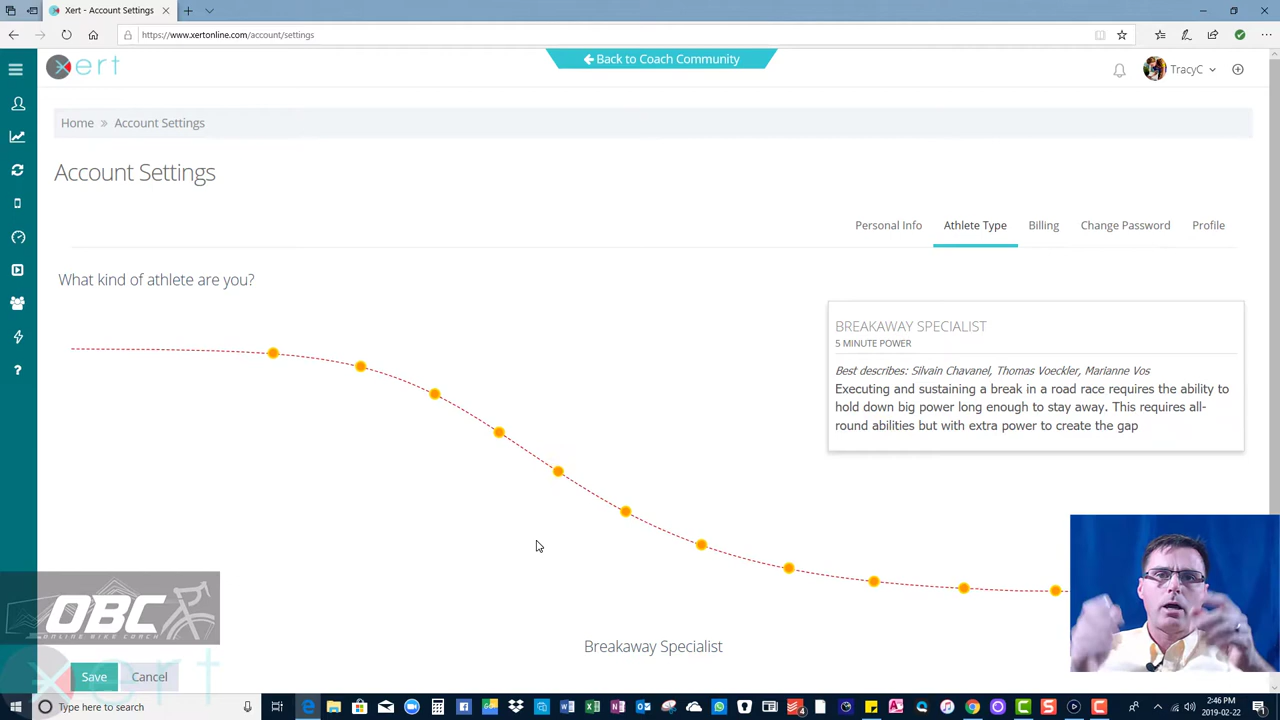 Xert - Account Settings
https://www.xertonline.com/account/settings
xert
Back to Coach Community
TracyC
Home » Account Settings
Account Settings
Personal Info Athlete Type Billing Change Password Profile
What kind of athlete are you?
BREAKAWAY SPECIALIST
5 MINUTE POWER
Best describes: Silvain Chavanel, Thomas Voeckler, Marianne Vos
Executing and sustaining a break in a road race requires the ability to
hold down big power long enough to stay away. This requires all-
round abilities but with extra power to create the gap
OBC
ONLINE BIKE COACH
Breakaway Specialist
xert
Save Cancel
Type here to search
2:46 PM
2019-02-22